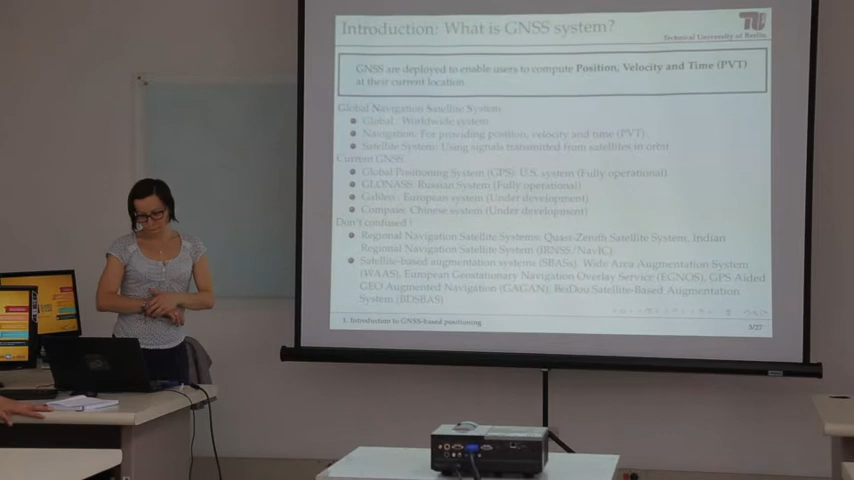 Introduction: What is GNSS system?
Technical University of Berlin
GNSS are deployed to enable users to compute Position, Velocity and Time (PVT)
at their current location.
Global Navigation Satellite System
Global : Worldwide system
Navigation: For providing position, velocity and time (PVT).
Satellite System: Using signals transmitted from satellites in orbit
Current GNSS
Global Positioning System (GPS): U.S. system (Fully operational)
GLONASS: Russian System (Fully operational)
Galileo : European system (Under development)
Compass: Chinese system (Under development)
Don't confused !
Regional Navigation Satellite Systems: Quasi-Zenith Satellite System, Indian
Regional Navigation Satellite System (IRNSS/NavIC).
Satellite-based augmentation systems (SBASs). Wide Area Augmentation System
(WAAS), European Geostationary Navigation Overlay Service (EGNOS), GPS Aided
GEO Augmented Navigation (GAGAN), BeiDou Satellite-Based Augmentation
System (BDSBAS)
1. Introduction to GNSS-based positioning
3/27